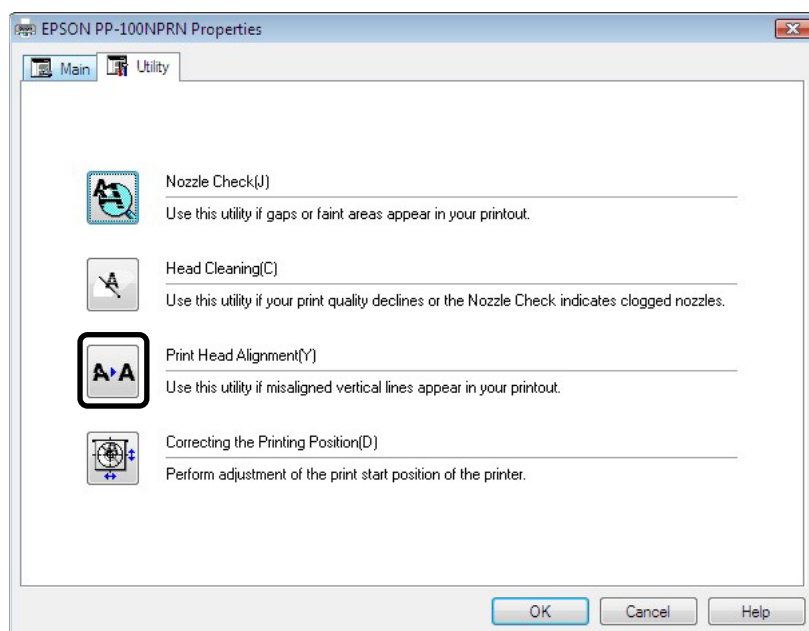 EPSON PP-100NPRN Properties
Main Utility
Nozzle Check(J)
Use this utility if gaps or faint areas appear in your printout.
Head Cleaning(C)
Use this utility if your print quality declines or the Nozzle Check indicates clogged nozzles.
Print Head Alignment(Y)
A▸A
Use this utility if misaligned vertical lines appear in your printout.
Correcting the Printing Position(D)
Perform adjustment of the print start position of the printer.
OK Cancel Help